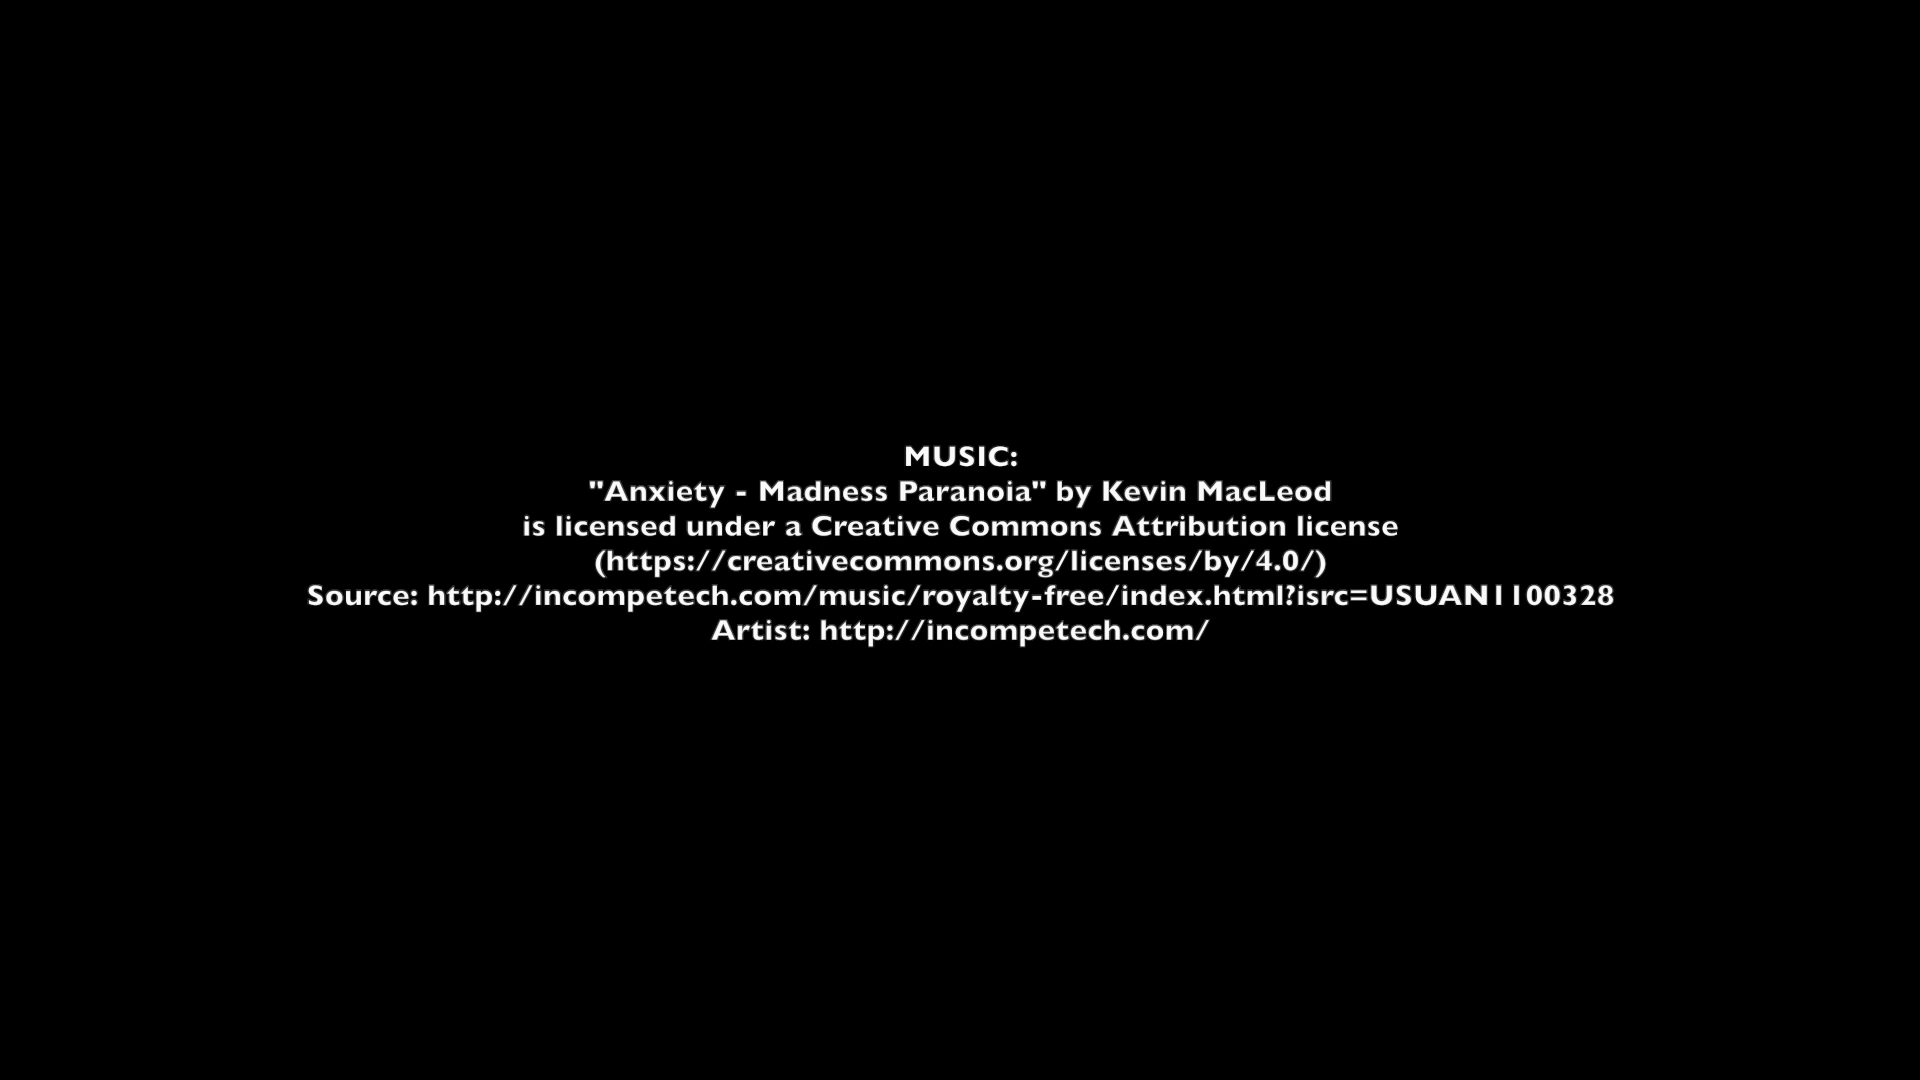 MUSIC:
"Anxiety - Madness Paranoia" by Kevin MacLeod
is licensed under a Creative Commons Attribution license
(https://creativecommons.org/licenses/by/4.0/)
Source: http://incompetech.com/music/royalty-free/index.html?isrc=USUAN1100328
Artist: http://incompetech.com/